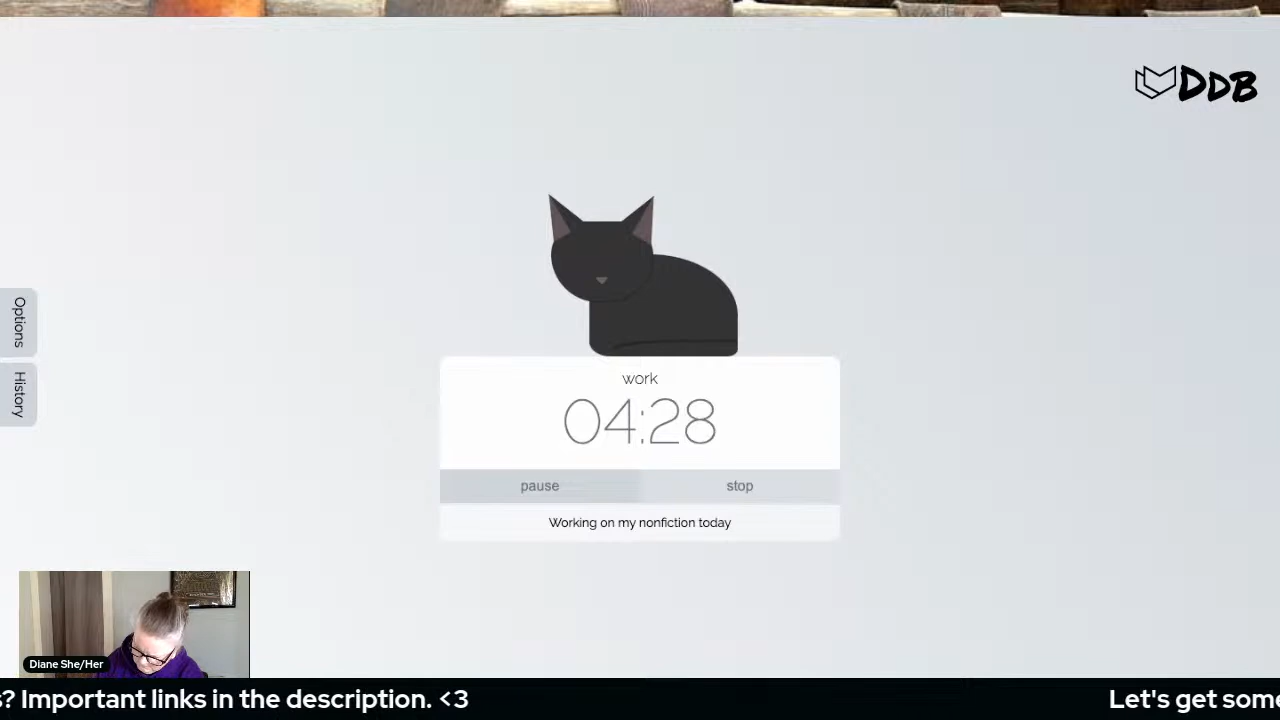 DDB
Options
History
work
04:28
pause
stop
Working on my nonfiction today
Diane She/Her
? Important links in the description. <3
Let's get some